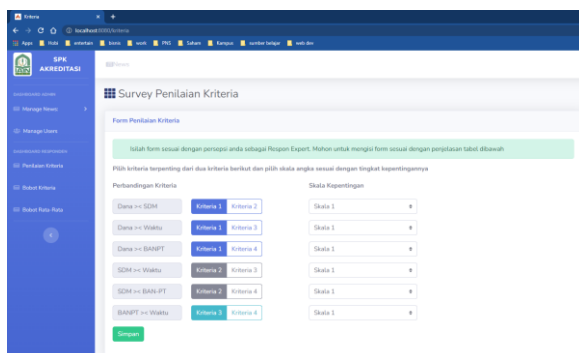 Kriteria
localhost:8080/kriteria
Apps Hobi entertain bisnis work PNS Saham Kampus sumber belajar web dev
SPK
AKREDITASI
DASHBOARD ADMIN
Manage News
Manage Users
DASHBOARD RESPONDEN
Penilaian Kriteria
Bobot Kriteria
Bobot Rata-Rata
Survey Penilaian Kriteria
Form Penilaian Kriteria
Isilah form sesuai dengan persepsi anda sebagai Respon Expert. Mohon untuk mengisi form sesuai dengan penjelasan tabel dibawah
Pilih kriteria terpenting dari dua kriteria berikut dan pilih skala angka sesuai dengan tingkat kepentingannya
Perbandingan Kriteria Skala Kepentingan
Dana >< SDM Kriteria 1 Kriteria 2 Skala 1
Dana >< Waktu Kriteria 1 Kriteria 3 Skala 1
Dana >< BANPT Kriteria 1 Kriteria 4 Skala 1
SDM >< Waktu Kriteria 2 Kriteria 3 Skala 1
SDM >< BAN-PT Kriteria 2 Kriteria 4 Skala 1
BANPT >< Waktu Kriteria 3 Kriteria 4 Skala 1
Simpan